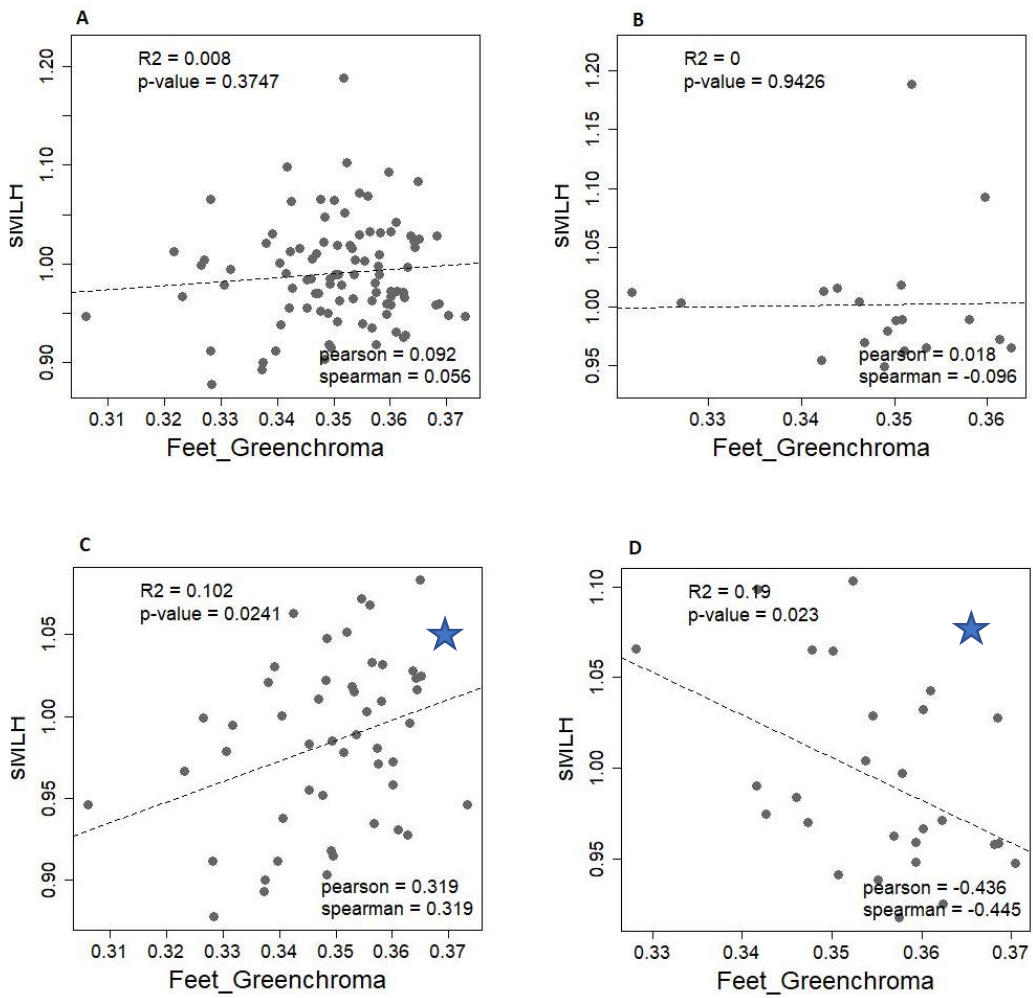 A
R2 = 0.008
p-value = 0.3747
1.20
1.10
1.00
0.90
sMLH
pearson = 0.092
spearman = 0.056
0.31 0.32 0.33 0.34 0.35 0.36 0.37
Feet_Greenchroma
B
R2 = 0
p-value = 0.9426
1.20
1.15
1.10
1.05
1.00
0.95
sMLH
pearson = 0.018
spearman = -0.096
0.33 0.34 0.35 0.36
Feet_Greenchroma
C
R2 = 0.102
p-value = 0.0241
1.05
1.00
0.95
0.90
sMLH
pearson = 0.319
spearman = 0.319
0.31 0.32 0.33 0.34 0.35 0.36 0.37
Feet_Greenchroma
D
R2 = 0.19
p-value = 0.023
1.10
1.05
1.00
0.95
sMLH
pearson = -0.436
spearman = -0.445
0.33 0.34 0.35 0.36 0.37
Feet_Greenchroma